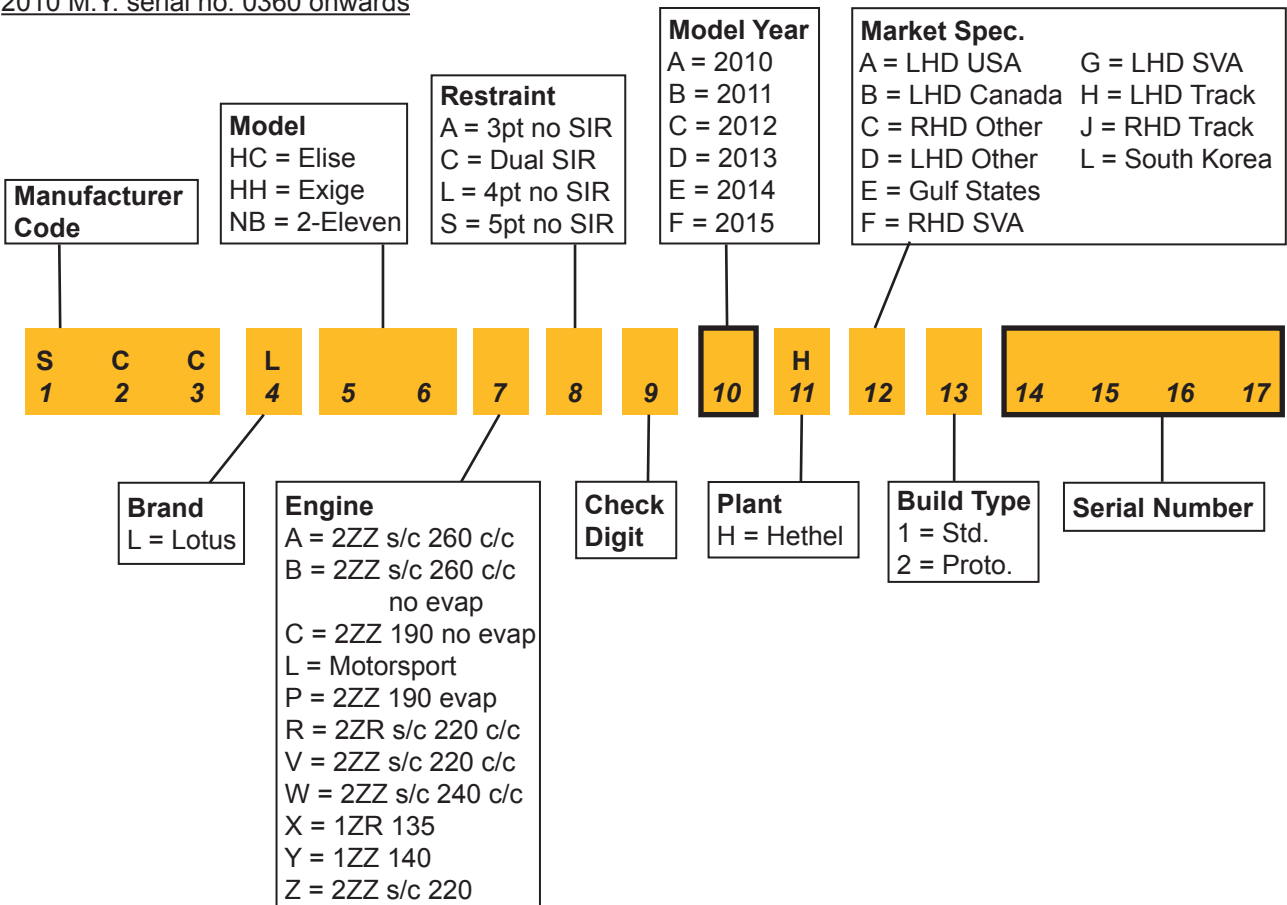 2010 M.Y. serial no. 0360 onwards
Manufacturer
Code
Model
HC = Elise
HH = Exige
NB = 2-Eleven
Restraint
A = 3pt no SIR
C = Dual SIR
L = 4pt no SIR
S = 5pt no SIR
Model Year
A = 2010
B = 2011
C = 2012
D = 2013
E = 2014
F = 2015
Market Spec.
A = LHD USA G = LHD SVA
B = LHD Canada H = LHD Track
C = RHD Other J = RHD Track
D = LHD Other L = South Korea
E = Gulf States
F = RHD SVA
S C C L H
1 2 3 4 5 6 7 8 9 10 11 12 13 14 15 16 17
Brand
L = Lotus
Engine
A = 2ZZ s/c 260 c/c
B = 2ZZ s/c 260 c/c
no evap
C = 2ZZ 190 no evap
L = Motorsport
P = 2ZZ 190 evap
R = 2ZR s/c 220 c/c
V = 2ZZ s/c 220 c/c
W = 2ZZ s/c 240 c/c
X = 1ZR 135
Y = 1ZZ 140
Z = 2ZZ s/c 220
Check
Digit
Plant
H = Hethel
Build Type
1 = Std.
2 = Proto.
Serial Number